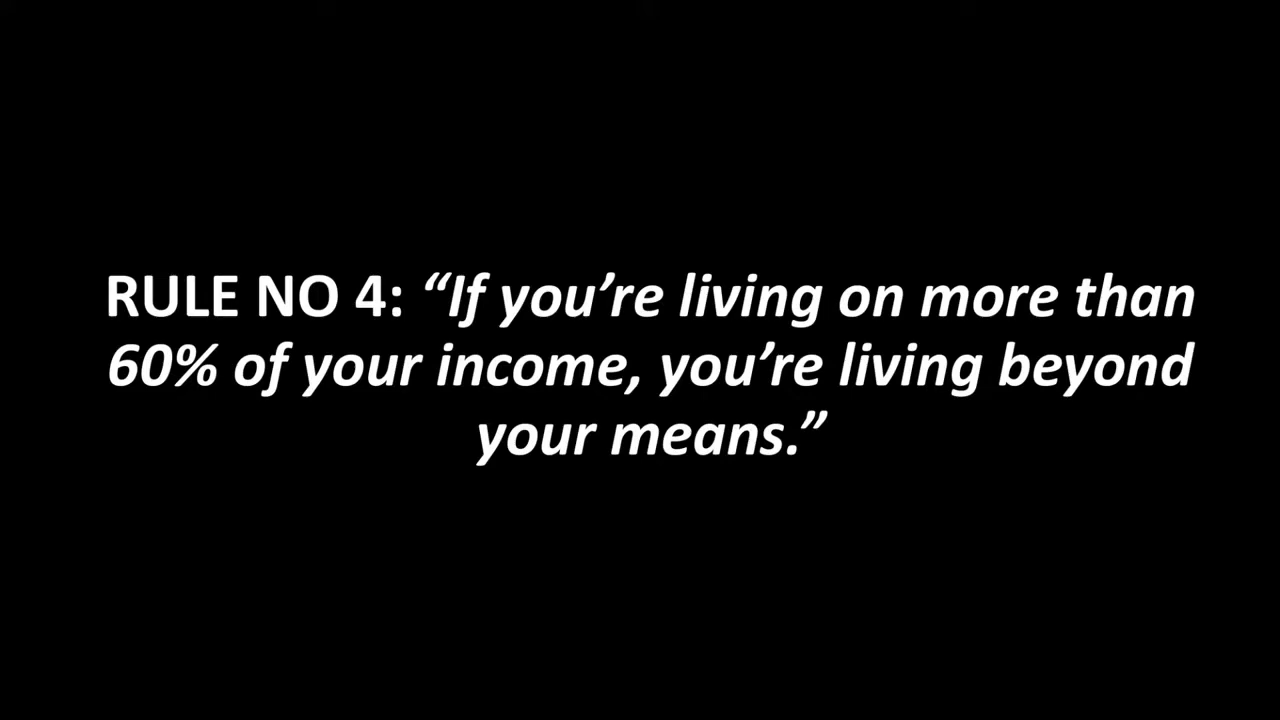 RULE NO 4: “If you’re living on more than
60% of your income, you’re living beyond
your means.”